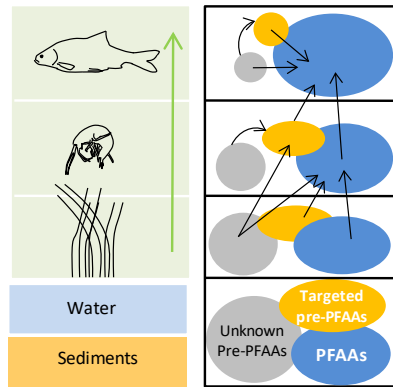 Water
Sediments
Targeted
pre-PFAAs
Unknown
Pre-PFAAs
PFAAs